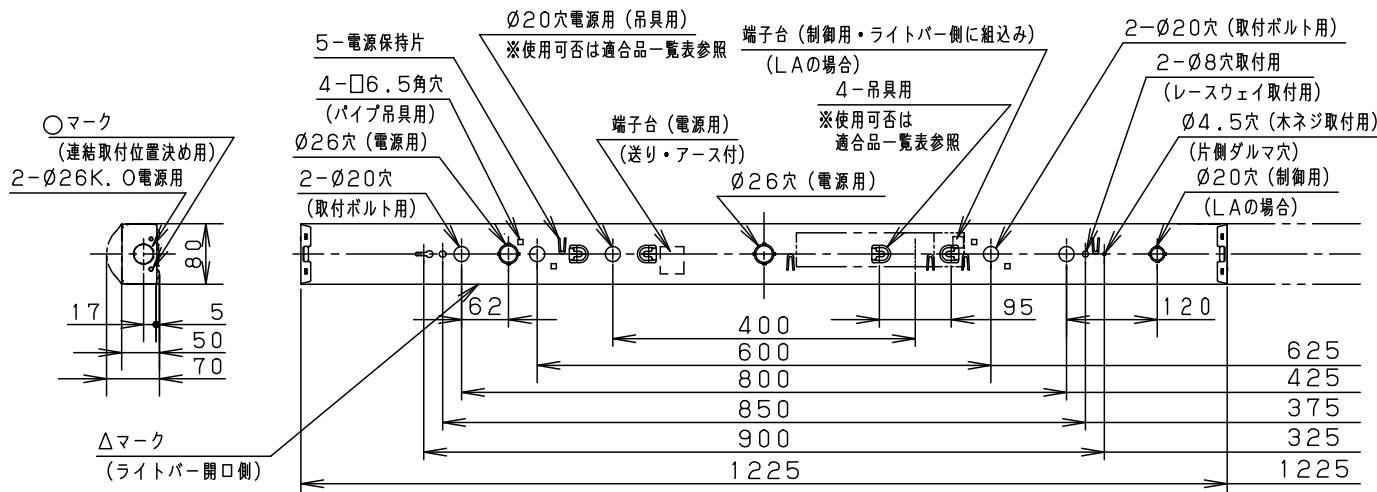 Ø20穴電源用（吊具用）
※使用可否は適合品一覧表参照
5－電源保持片
端子台（制御用・ライトバー側に組込み）
（LAの場合）
2－Ø20穴（取付ボルト用）
2－Ø8穴取付用
（レースウェイ取付用）
4－□6.5角穴
（パイプ吊具用）
4－吊具用
※使用可否は
適合品一覧表参照
○マーク
（連結取付位置決め用）
端子台（電源用）
（送り・アース付）
Ø4.5穴（木ネジ取付用）
（片側ダルマ穴）
Ø26穴（電源用）
2－Ø26K.O電源用
2－Ø20穴
（取付ボルト用）
Ø26穴（電源用）
Ø20穴（制御用）
（LAの場合）
80
17
5
50
70
62
95
120
400
600
625
800
425
850
375
900
325
1225
1225
△マーク
（ライトバー開口側）